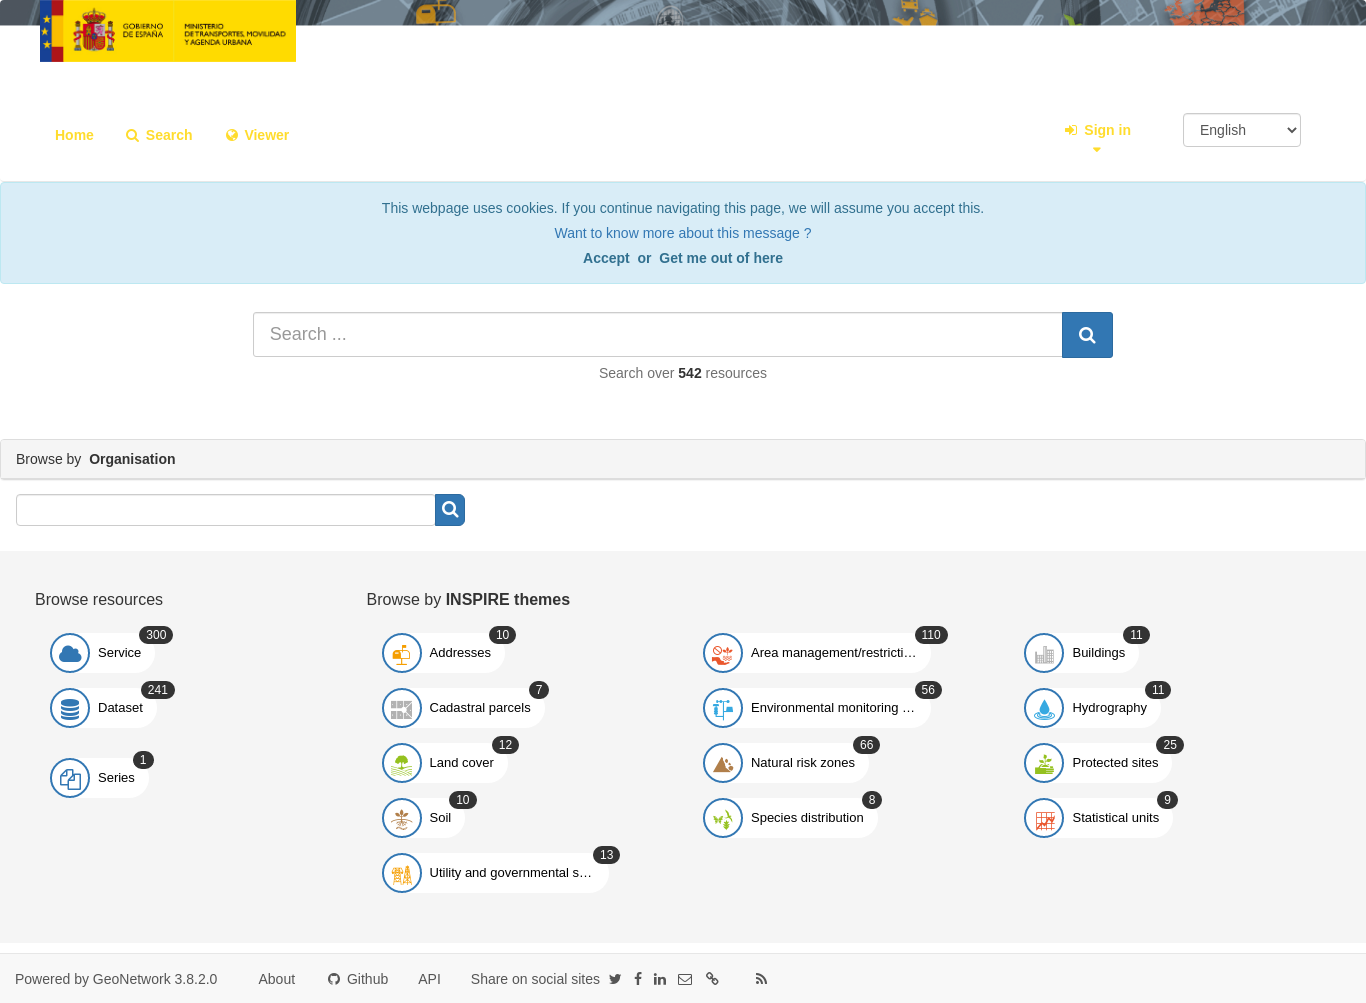 GOBIERNO DE ESPAÑA
MINISTERIO DE TRANSPORTES, MOVILIDAD Y AGENDA URBANA
Home Search Viewer Sign in English
This webpage uses cookies. If you continue navigating this page, we will assume you accept this.
Want to know more about this message ?
Accept or Get me out of here
Search ...
Search over 542 resources
Browse by Organisation
Browse resources
Service 300
Dataset 241
Series 1
Browse by INSPIRE themes
Addresses 10
Area management/restricti... 110
Buildings 11
Cadastral parcels 7
Environmental monitoring ... 56
Hydrography 11
Land cover 12
Natural risk zones 66
Protected sites 25
Soil 10
Species distribution 8
Statistical units 9
Utility and governmental s... 13
Powered by GeoNetwork 3.8.2.0 About Github API Share on social sites